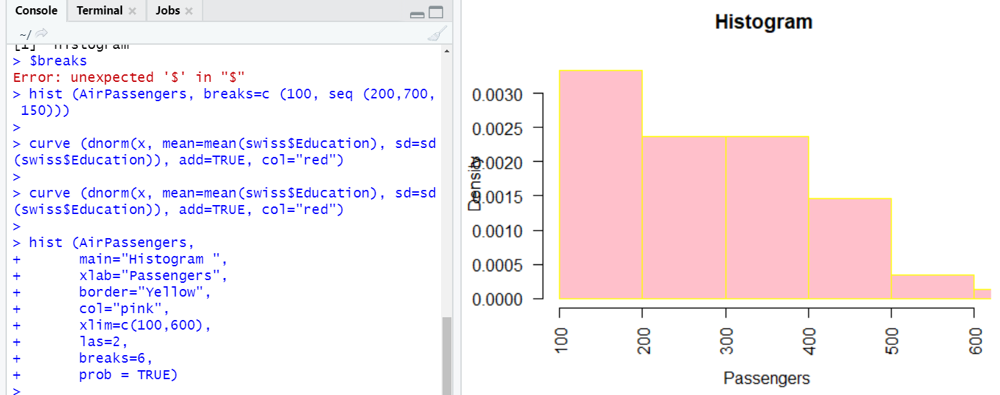 Console Terminal Jobs
~/
[1] "histogram"
> $breaks
Error: unexpected '$' in "$"
> hist (AirPassengers, breaks=c (100, seq (200,700,
 150)))
>
> curve (dnorm(x, mean=mean(swiss$Education), sd=sd
(swiss$Education)), add=TRUE, col="red")
>
> curve (dnorm(x, mean=mean(swiss$Education), sd=sd
(swiss$Education)), add=TRUE, col="red")
>
> hist (AirPassengers,
+       main="Histogram ",
+       xlab="Passengers",
+       border="Yellow",
+       col="pink",
+       xlim=c(100,600),
+       las=2,
+       breaks=6,
+       prob = TRUE)
>
Histogram
Density
0.0030
0.0025
0.0020
0.0015
0.0010
0.0005
0.0000
100 200 300 400 500 600
Passengers